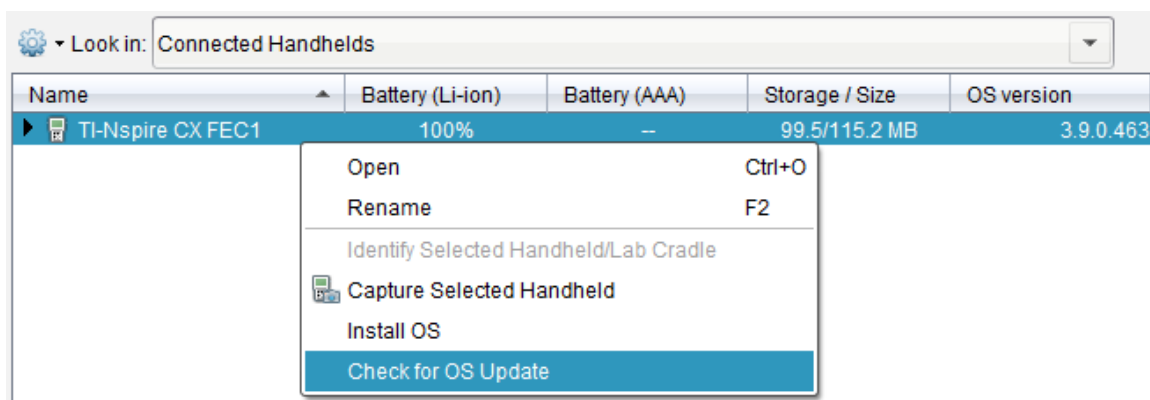 Look in: Connected Handhelds
Name Battery (Li-ion) Battery (AAA) Storage / Size OS version
TI-Nspire CX FEC1 100% -- 99.5/115.2 MB 3.9.0.463
Open Ctrl+O
Rename F2
Identify Selected Handheld/Lab Cradle
Capture Selected Handheld
Install OS
Check for OS Update